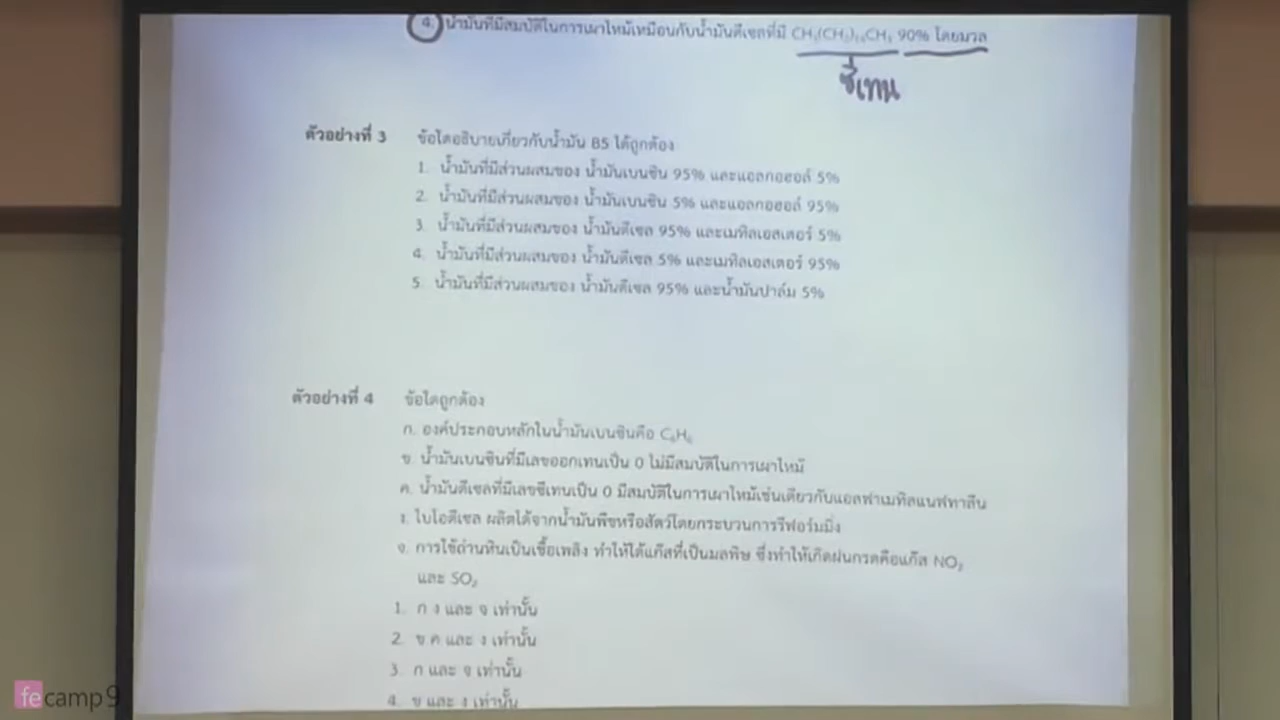 4. น้ำมันที่มีสมบัติในการเผาไหม้เหมือนกับน้ำมันดีเซลที่มี CH₃(CH₂)₁₄CH₃ 90% โดยมวล
ซีเทน
ตัวอย่างที่ 3 ข้อใดอธิบายเกี่ยวกับน้ำมัน B5 ได้ถูกต้อง
1. น้ำมันที่มีส่วนผสมของ น้ำมันเบนซิน 95% และแอลกอฮอล์ 5%
2. น้ำมันที่มีส่วนผสมของ น้ำมันเบนซิน 5% และแอลกอฮอล์ 95%
3. น้ำมันที่มีส่วนผสมของ น้ำมันดีเซล 95% และเมทิลเอสเตอร์ 5%
4. น้ำมันที่มีส่วนผสมของ น้ำมันดีเซล 5% และเมทิลเอสเตอร์ 95%
5. น้ำมันที่มีส่วนผสมของ น้ำมันดีเซล 95% และน้ำมันปาล์ม 5%
ตัวอย่างที่ 4 ข้อใดถูกต้อง
ก. องค์ประกอบหลักในน้ำมันเบนซินคือ C₆H₆
ข. น้ำมันเบนซินที่มีเลขออกเทนเป็น 0 ไม่มีสมบัติในการเผาไหม้
ค. น้ำมันดีเซลที่มีเลขซีเทนเป็น 0 มีสมบัติในการเผาไหม้เช่นเดียวกับแอลฟาเมทิลแนฟทาลีน
ง. ไบโอดีเซล ผลิตได้จากน้ำมันพืชหรือสัตว์โดยกระบวนการรีฟอร์มมิ่ง
จ. การใช้ถ่านหินเป็นเชื้อเพลิง ทำให้ได้แก๊สที่เป็นมลพิษ ซึ่งทำให้เกิดฝนกรดคือแก๊ส NO₂
และ SO₂
1. ก ง และ จ เท่านั้น
2. ข ค และ ง เท่านั้น
3. ก และ จ เท่านั้น
4. ข และ ง เท่านั้น
fecamp9